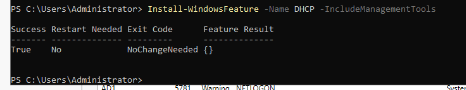 PS C:\Users\Administrator> Install-WindowsFeature -Name DHCP -IncludeManagementTools
Success Restart Needed Exit Code      Feature Result
------- -------------- ---------      --------------
True    No             NoChangeNeeded {}
PS C:\Users\Administrator>
AD1 5781 Warning NETLOGON